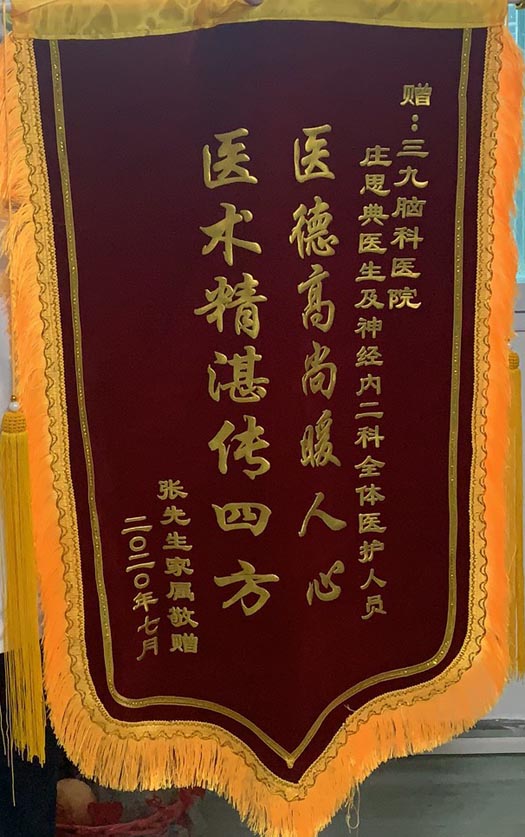 赠：三九脑科医院
庄思典医生及神经内二科全体医护人员
医德高尚暖人心
医术精湛传四方
张先生家属敬赠
二〇二〇年七月